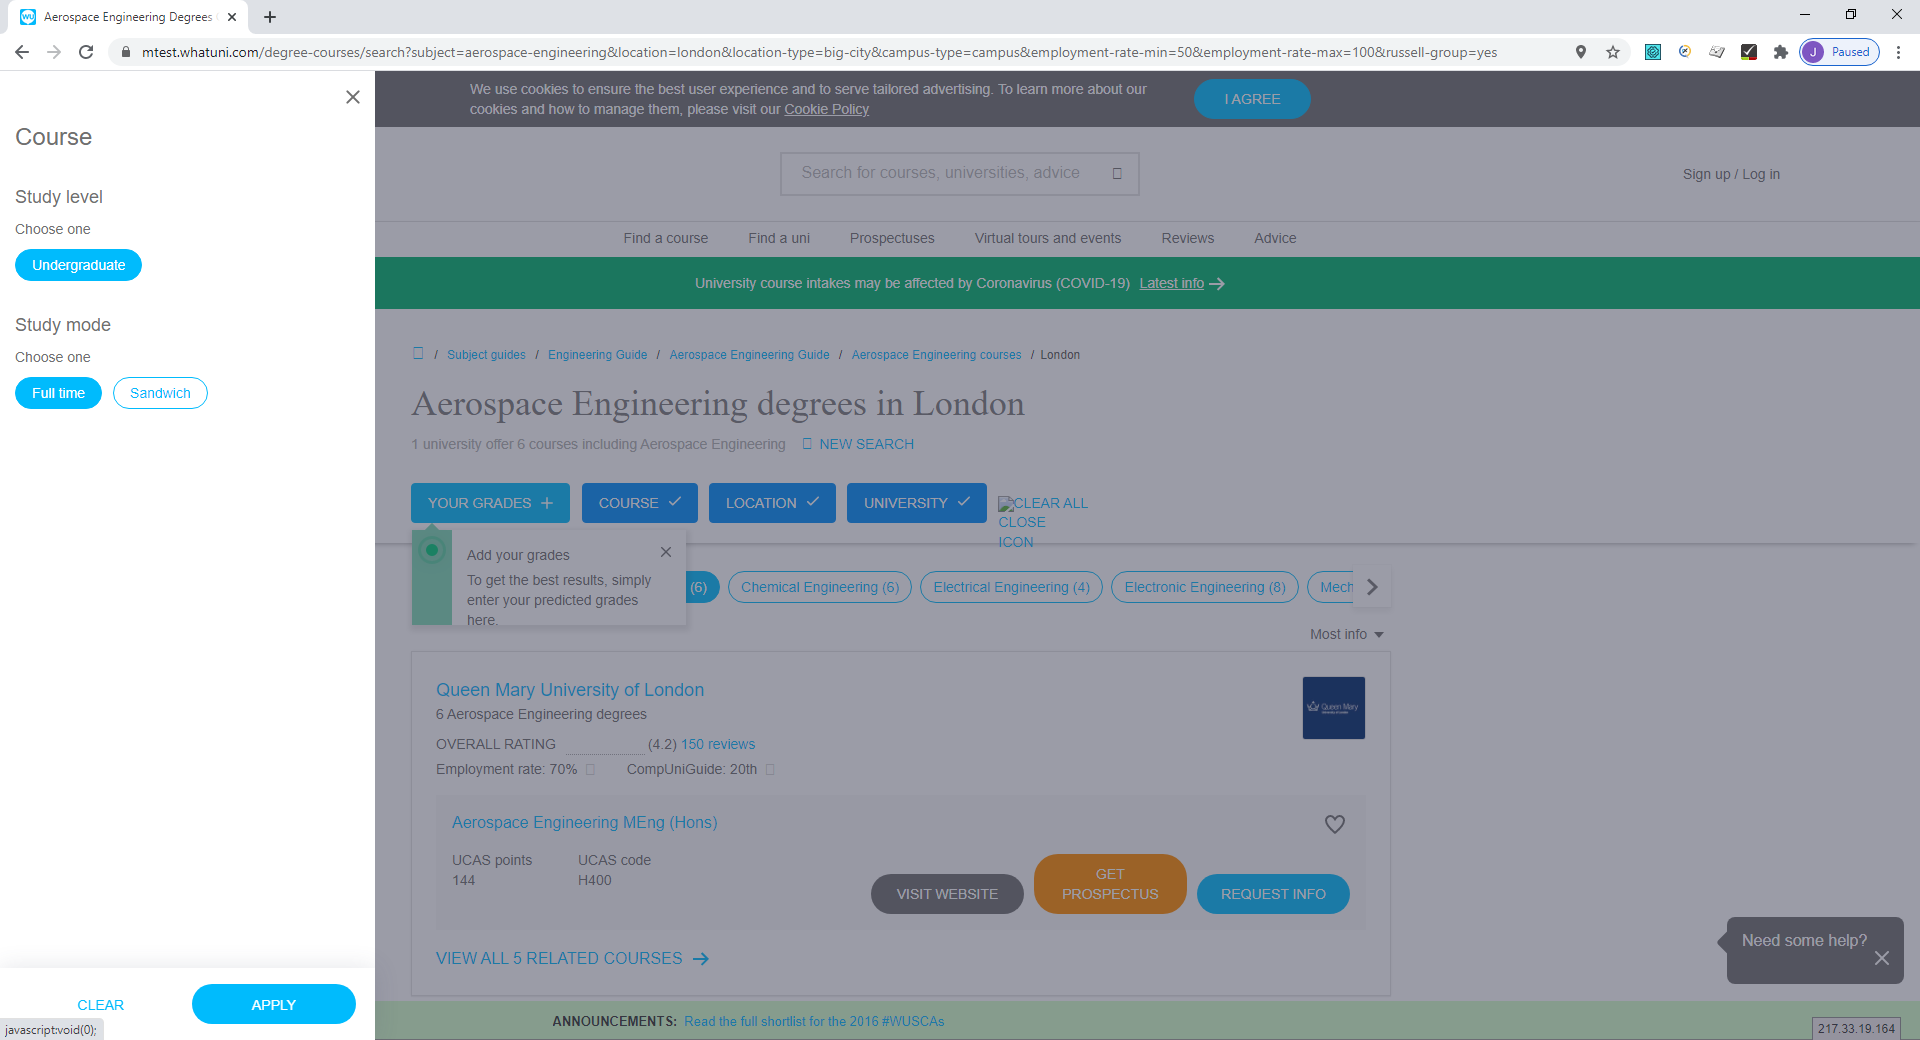 Aerospace Engineering Degrees
mtest.whatuni.com/degree-courses/search?subject=aerospace-engineering&location=london&location-type=big-city&campus-type=campus&employment-rate-min=50&employment-rate-max=100&russell-group=yes
J Paused
We use cookies to ensure the best user experience and to serve tailored advertising. To learn more about our
cookies and how to manage them, please visit our Cookie Policy
I AGREE
Course
Study level
Choose one
Undergraduate
Study mode
Choose one
Full time Sandwich
CLEAR APPLY
javascript:void(0);
Search for courses, universities, advice
Sign up / Log in
Find a course Find a uni Prospectuses Virtual tours and events Reviews Advice
University course intakes may be affected by Coronavirus (COVID-19) Latest info
/ Subject guides / Engineering Guide / Aerospace Engineering Guide / Aerospace Engineering courses / London
Aerospace Engineering degrees in London
1 university offer 6 courses including Aerospace Engineering NEW SEARCH
YOUR GRADES COURSE LOCATION UNIVERSITY
CLEAR ALL
CLOSE
ICON
Add your grades
To get the best results, simply
enter your predicted grades
here.
(6) Chemical Engineering (6) Electrical Engineering (4) Electronic Engineering (8) Mech
Most info
Queen Mary University of London
6 Aerospace Engineering degrees
OVERALL RATING (4.2) 150 reviews
Employment rate: 70% CompUniGuide: 20th
Queen Mary
Aerospace Engineering MEng (Hons)
UCAS points UCAS code
144 H400
VISIT WEBSITE
GET
PROSPECTUS
REQUEST INFO
VIEW ALL 5 RELATED COURSES
Need some help?
ANNOUNCEMENTS: Read the full shortlist for the 2016 #WUSCAs
217.33.19.164